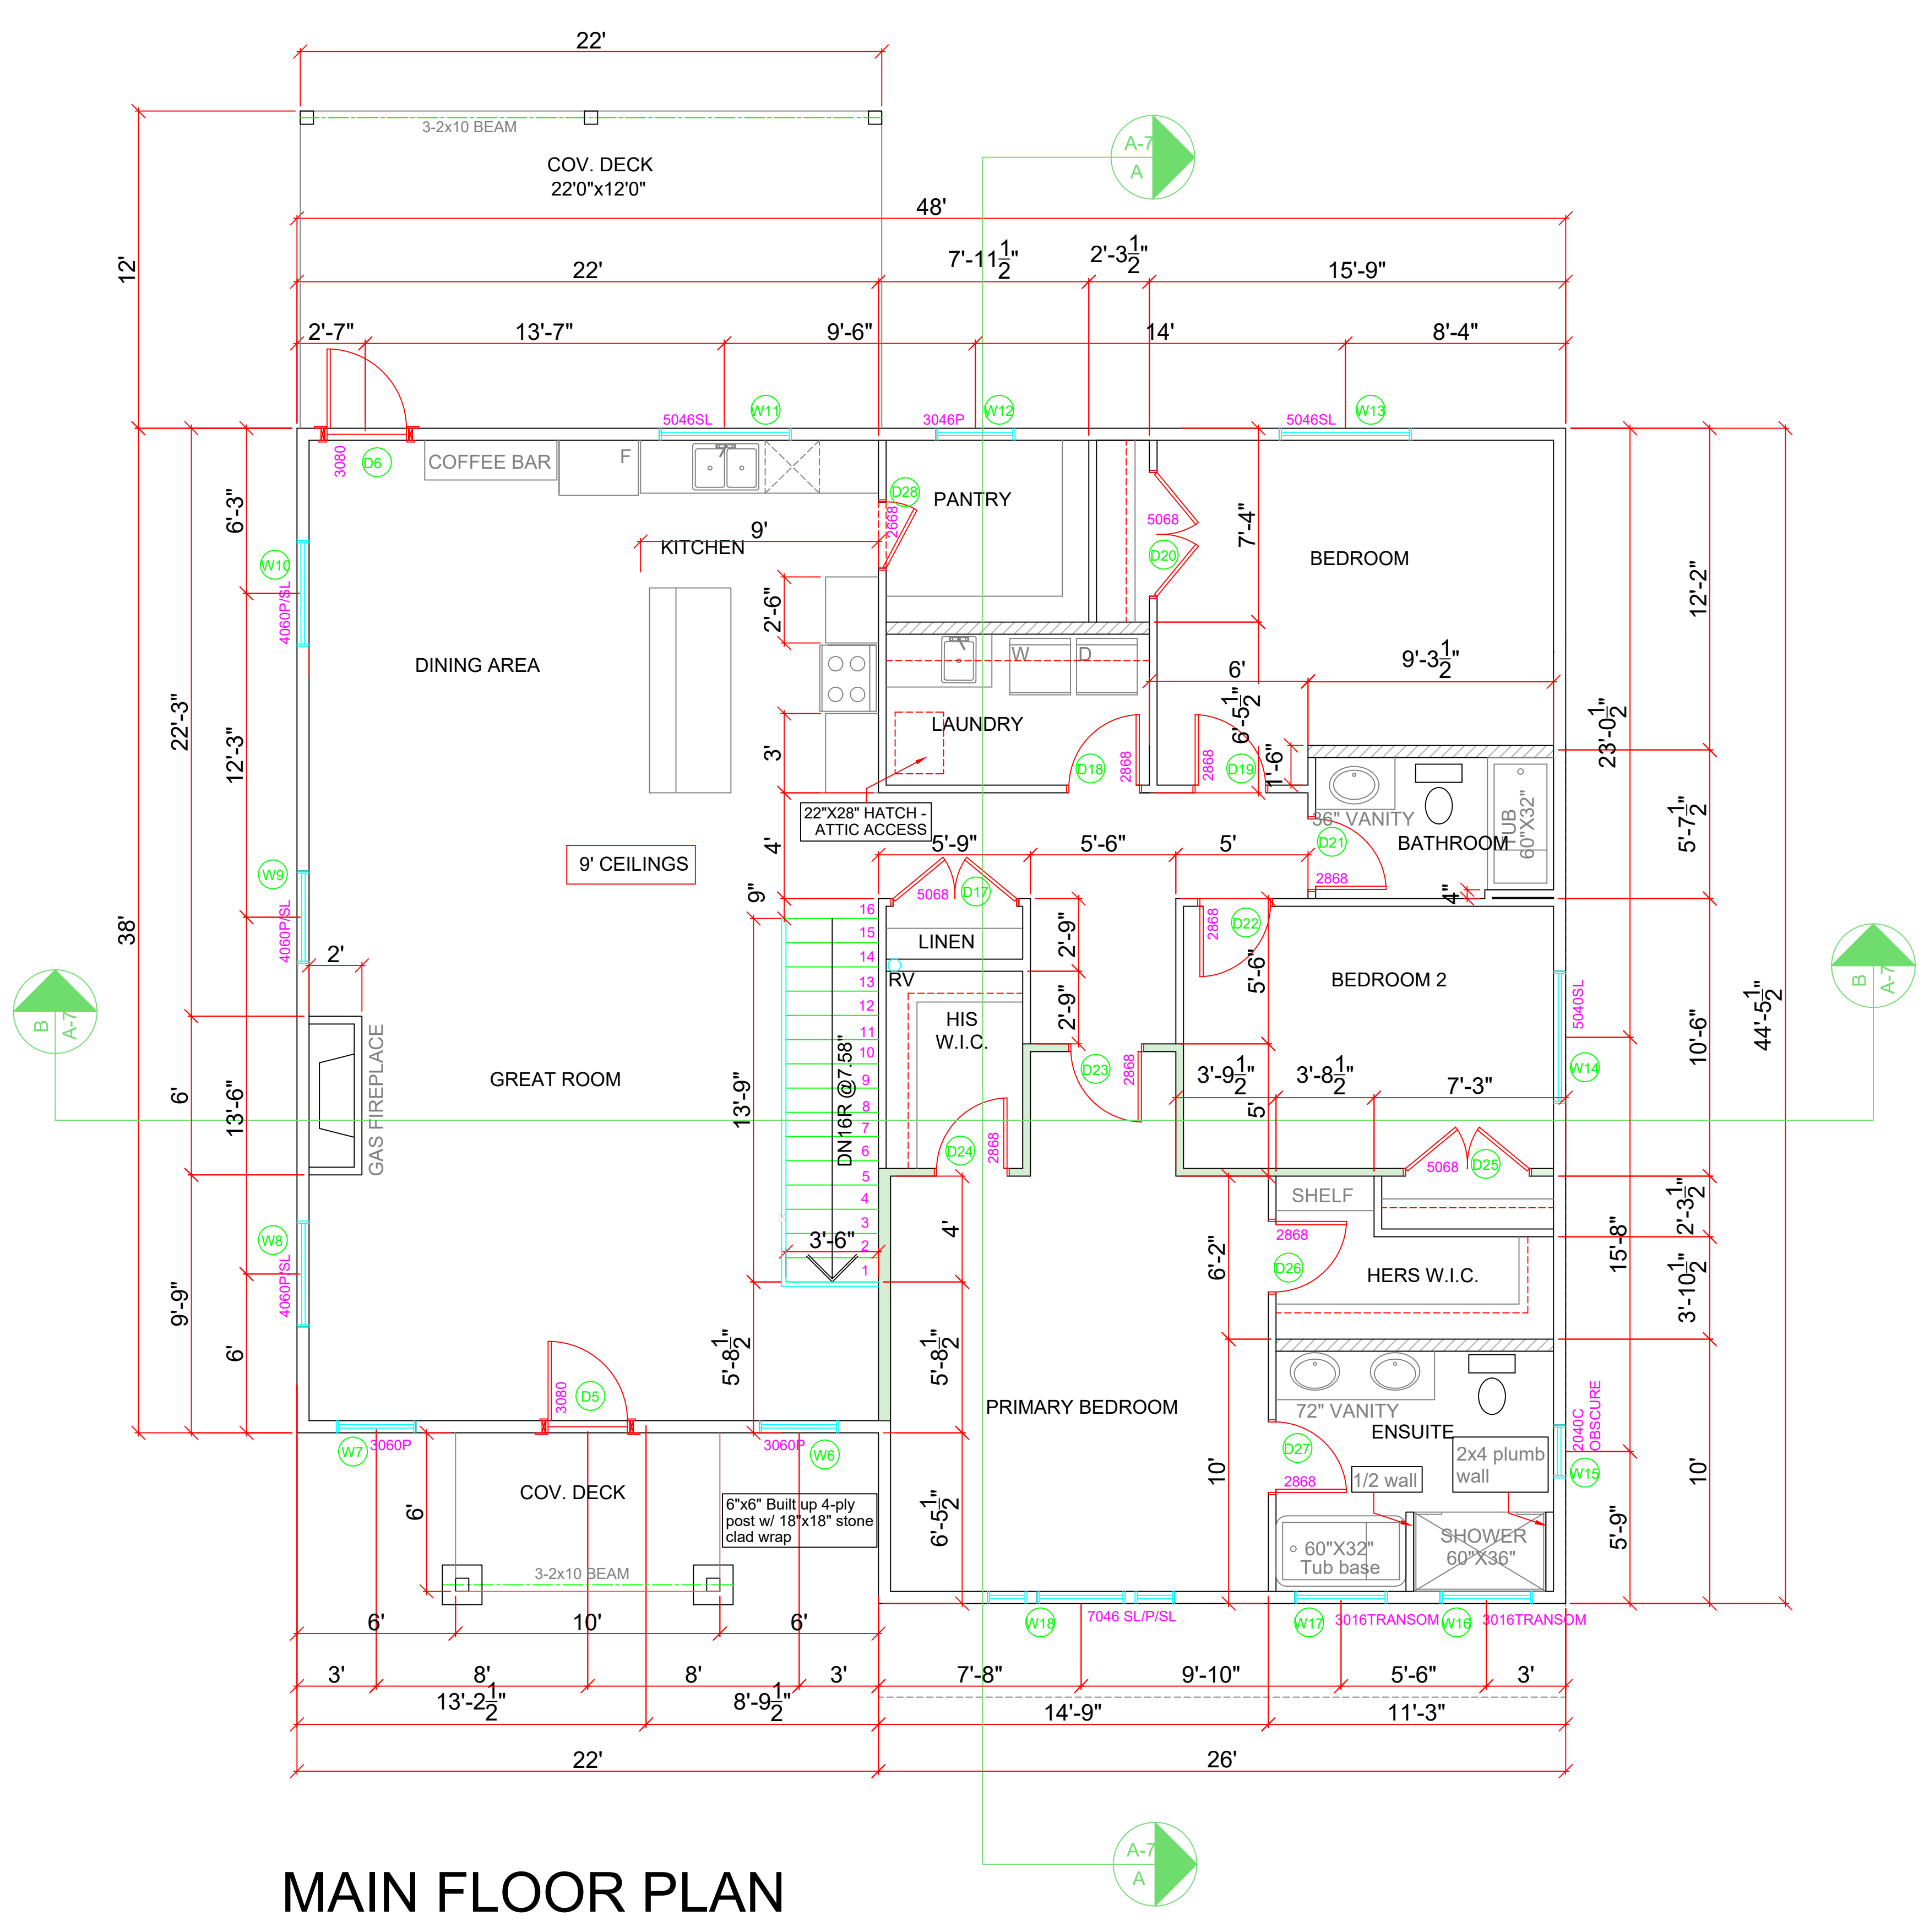 22'
3-2x10 BEAM
COV. DECK
22'0"x12'0"
A-7
A
12'
48'
22'
7'-11 1/2"
2'-3 1/2"
15'-9"
2'-7"
13'-7"
9'-6"
14'
8'-4"
5046SL
W11
3046P
W12
5046SL
W13
3080
D6
COFFEE BAR
F
D28
2668
PANTRY
6'-3"
9'
KITCHEN
5068
D20
7'-4"
BEDROOM
12'-2"
W10
4060P/SL
2'-6"
DINING AREA
W
D
6'
9'-3 1/2"
22'-3"
12'-3"
3'
LAUNDRY
D18
2868
2868
D19
6'-5 1/2"
1'-6"
23'-0 1/2"
22"X28" HATCH -
ATTIC ACCESS
36" VANITY
BATHROOM
TUB
60"X32"
5'-7 1/2"
9' CEILINGS
4'
5'-9"
5'-6"
5'
D21
2868
4"
W9
4060P/SL
9"
5068
D17
38'
2'
16
15
14
13
12
11
10
9
8
7
6
5
4
3
2
1
LINEN
RV
2'-9"
2'-9"
2868
D22
5'-6"
BEDROOM 2
5040SL
W14
10'-6"
44'-5 1/2"
B
A-7
B
A-7
HIS
W.I.C.
6'
13'-6"
GAS FIREPLACE
GREAT ROOM
13'-9"
DN16R @7.58"
D23
2868
3'-9 1/2"
3'-8 1/2"
7'-3"
5'
D24
2868
5068
D25
SHELF
2'-3 1/2"
W8
4060P/SL
3'-6"
4'
6'-2"
2868
D26
HERS W.I.C.
15'-8"
3'-10 1/2"
9'-9"
6'
5'-8 1/2"
5'-8 1/2"
3080
D5
PRIMARY BEDROOM
72" VANITY
ENSUITE
2040C
OBSCURE
W15
W7
3060P
3060P
W6
D27
2868
1/2 wall
2x4 plumb
wall
10'
10'
COV. DECK
6'
6"x6" Built up 4-ply
post w/ 18"x18" stone
clad wrap
6'-5 1/2"
5'-9"
60"X32"
Tub base
SHOWER
60"X36"
3-2x10 BEAM
6'
10'
6'
W18
7046 SL/P/SL
W17
3016TRANSOM
W16
3016TRANSOM
3'
8'
8'
3'
7'-8"
9'-10"
5'-6"
3'
13'-2 1/2"
8'-9 1/2"
14'-9"
11'-3"
22'
26'
A-7
A
MAIN FLOOR PLAN